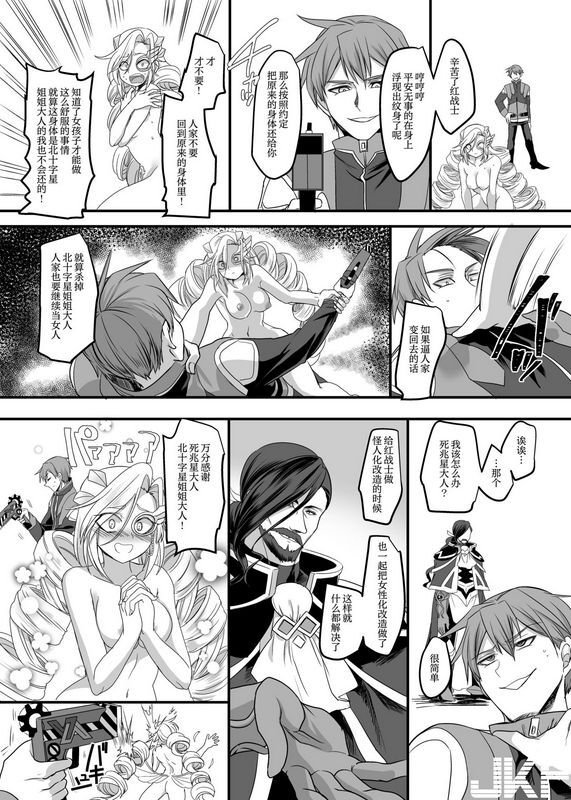 辛苦了红战士
哼哼哼
平安无事的在身上
浮现出纹身了呢
那么按照约定
把原来的身体还给你
才
才不要！
人家不要
回到原来的身体里！
知道了女孩子才能做
这么舒服的事情
就算这身体是北十字星
姐姐大人的我也不会还的！
如果逼人家
变回去的话
就算杀掉
北十字星姐姐大人
人家也要继续当女人
诶诶…
…那个
我该怎么办
死兆星大人？
很简单
给红战士做
怪人化改造的时候
也一起把女性化改造做了
这样就
什么都解决了
パァァァァ
万分感谢
死兆星大人
北十字星姐姐大人！
JKF